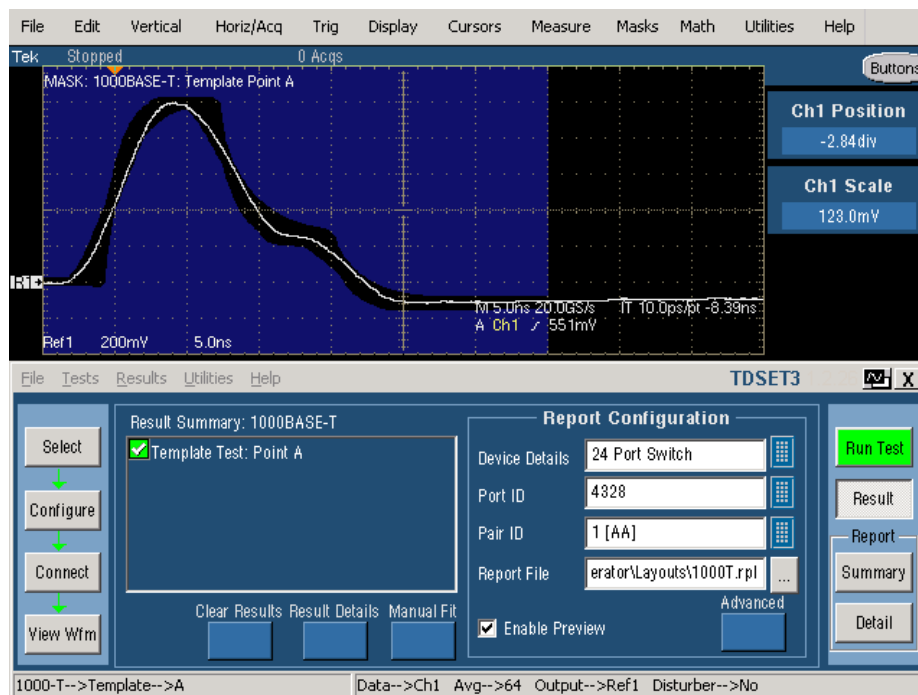 File Edit Vertical Horiz/Acq Trig Display Cursors Measure Masks Math Utilities Help
Tek Stopped 0 Acqs
Buttons
MASK: 1000BASE-T: Template Point A
Ch1 Position
-2.84div
Ch1 Scale
123.0mV
R1
M 5.0ns 20.0GS/s IT 10.0ps/pt -8.39ns
A Ch1 / 551mV
Ref1 200mV 5.0ns
File Tests Results Utilities Help TDSET3 X
Select
Configure
Connect
View Wfm
Result Summary: 1000BASE-T
Template Test: Point A
Clear Results Result Details Manual Fit
Report Configuration
Device Details 24 Port Switch
Port ID 4328
Pair ID 1 [AA]
Report File erator\Layouts\1000T.rpl ...
Enable Preview
Advanced
Run Test
Result
Report
Summary
Detail
1000-T-->Template-->A
Data-->Ch1 Avg-->64 Output-->Ref1 Disturber-->No